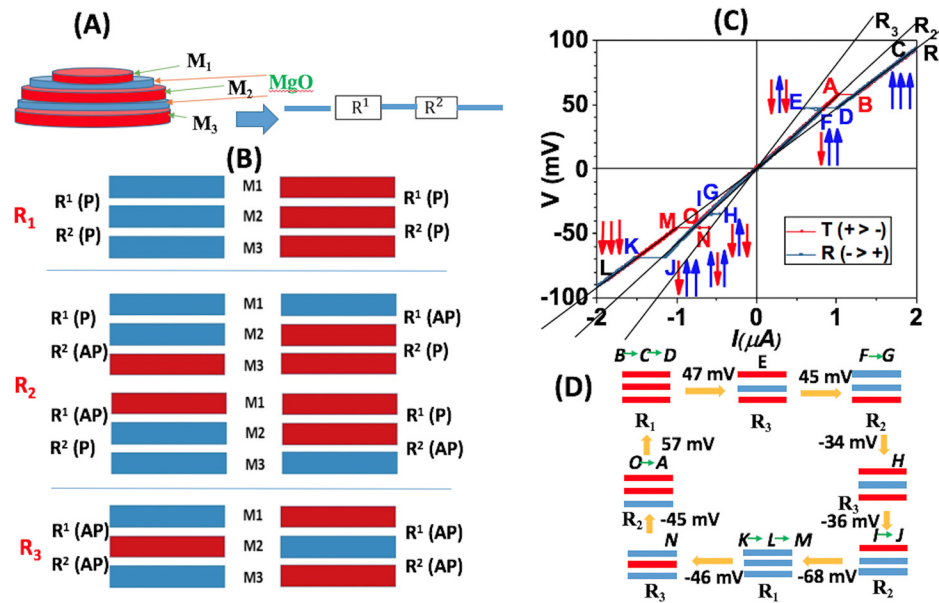 (A)
M1
M2
MgO
M3
R1
R2
(B)
R1 (P)
R2 (P)
R1
M1
M2
M3
R1 (P)
R2 (P)
R1 (P)
R2 (AP)
M1
M2
M3
R1 (AP)
R2 (P)
R2
R1 (AP)
R2 (P)
M1
M2
M3
R1 (P)
R2 (AP)
R3
R1 (AP)
R2 (AP)
M1
M2
M3
R1 (AP)
R2 (AP)
(C)
R3
R2
R
V (mV)
100
50
0
-50
-100
-2
-1
0
1
2
I(μA)
A
B
C
D
E
F
I
G
H
O
M
N
K
L
J
T (+ > -)
R (- > +)
(D)
B→C→D
R1
47 mV
E
R3
45 mV
F→G
R2
-34 mV
H
R3
-36 mV
I→J
R2
-68 mV
K→L→M
R1
-46 mV
N
R3
-45 mV
O→A
R2
57 mV